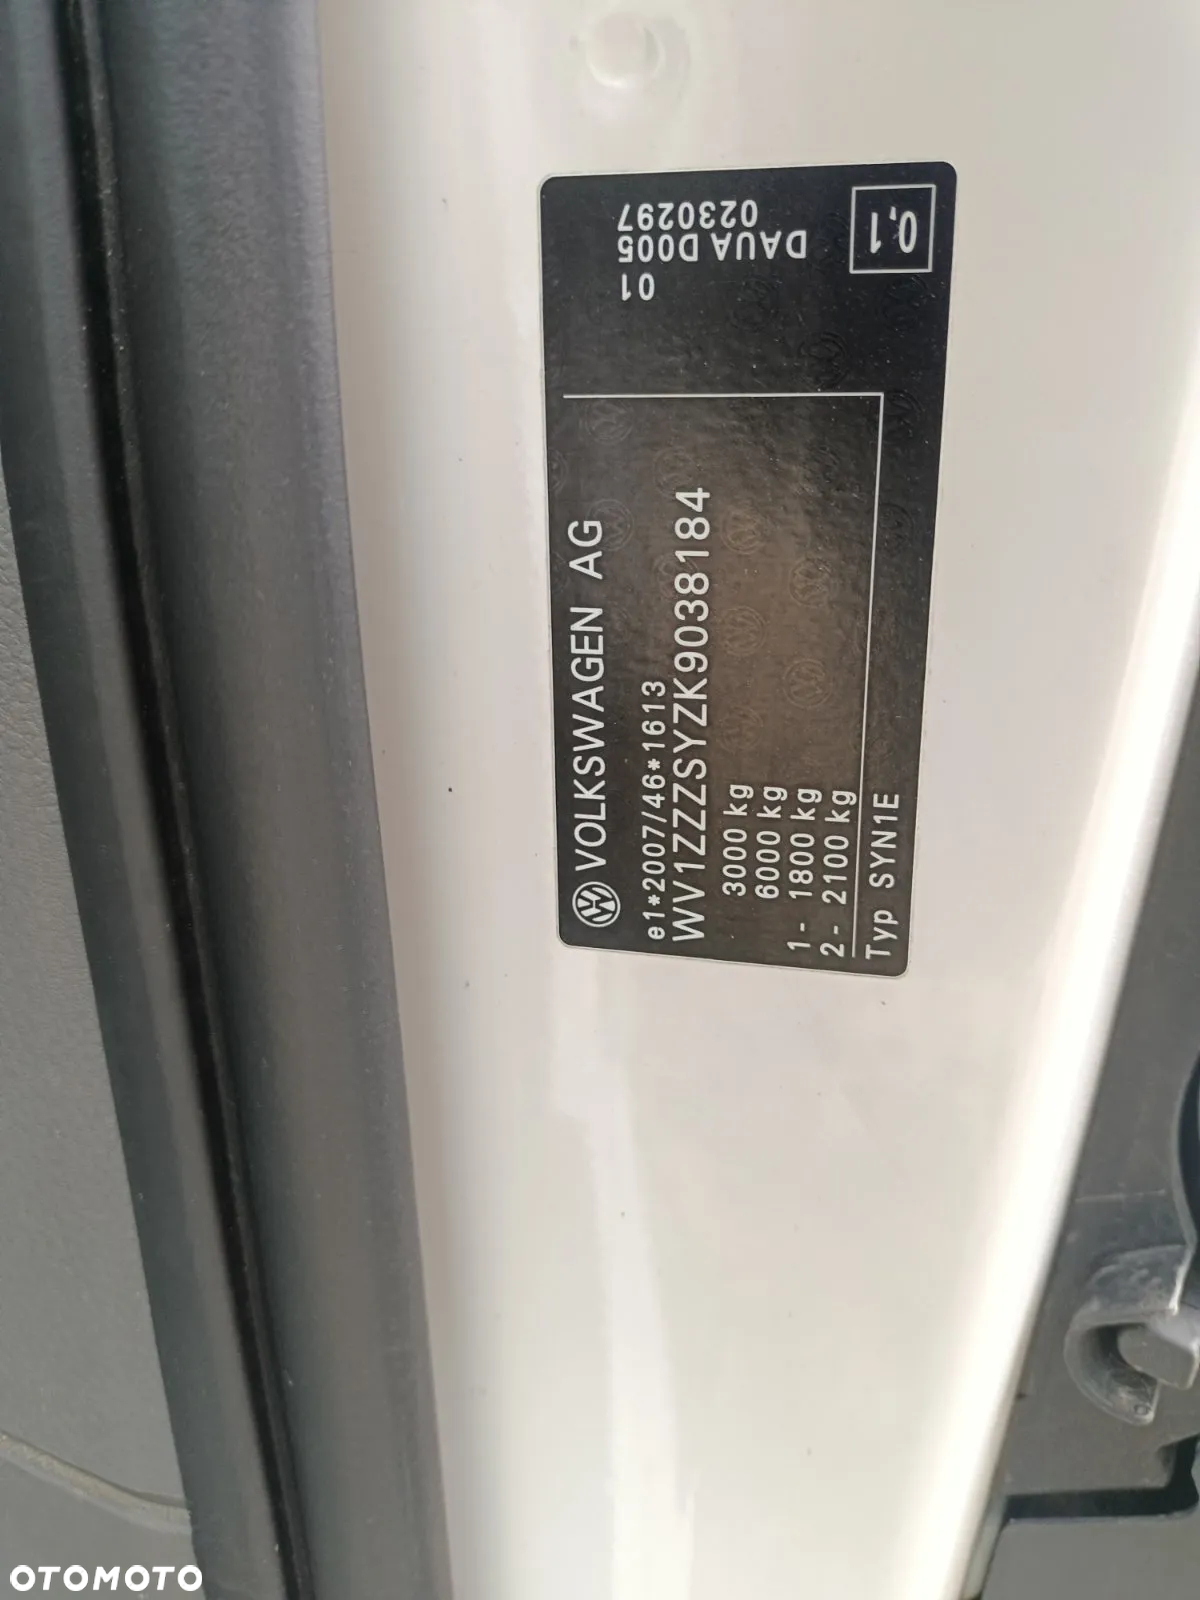 VOLKSWAGEN AG
e1*2007/46*1613
WV1ZZZSYZK9038184
3000 kg
6000 kg
1- 1800 kg
2- 2100 kg
Typ SYN1E
01
DAUA D005
0230297
0,1
OTOMOTO